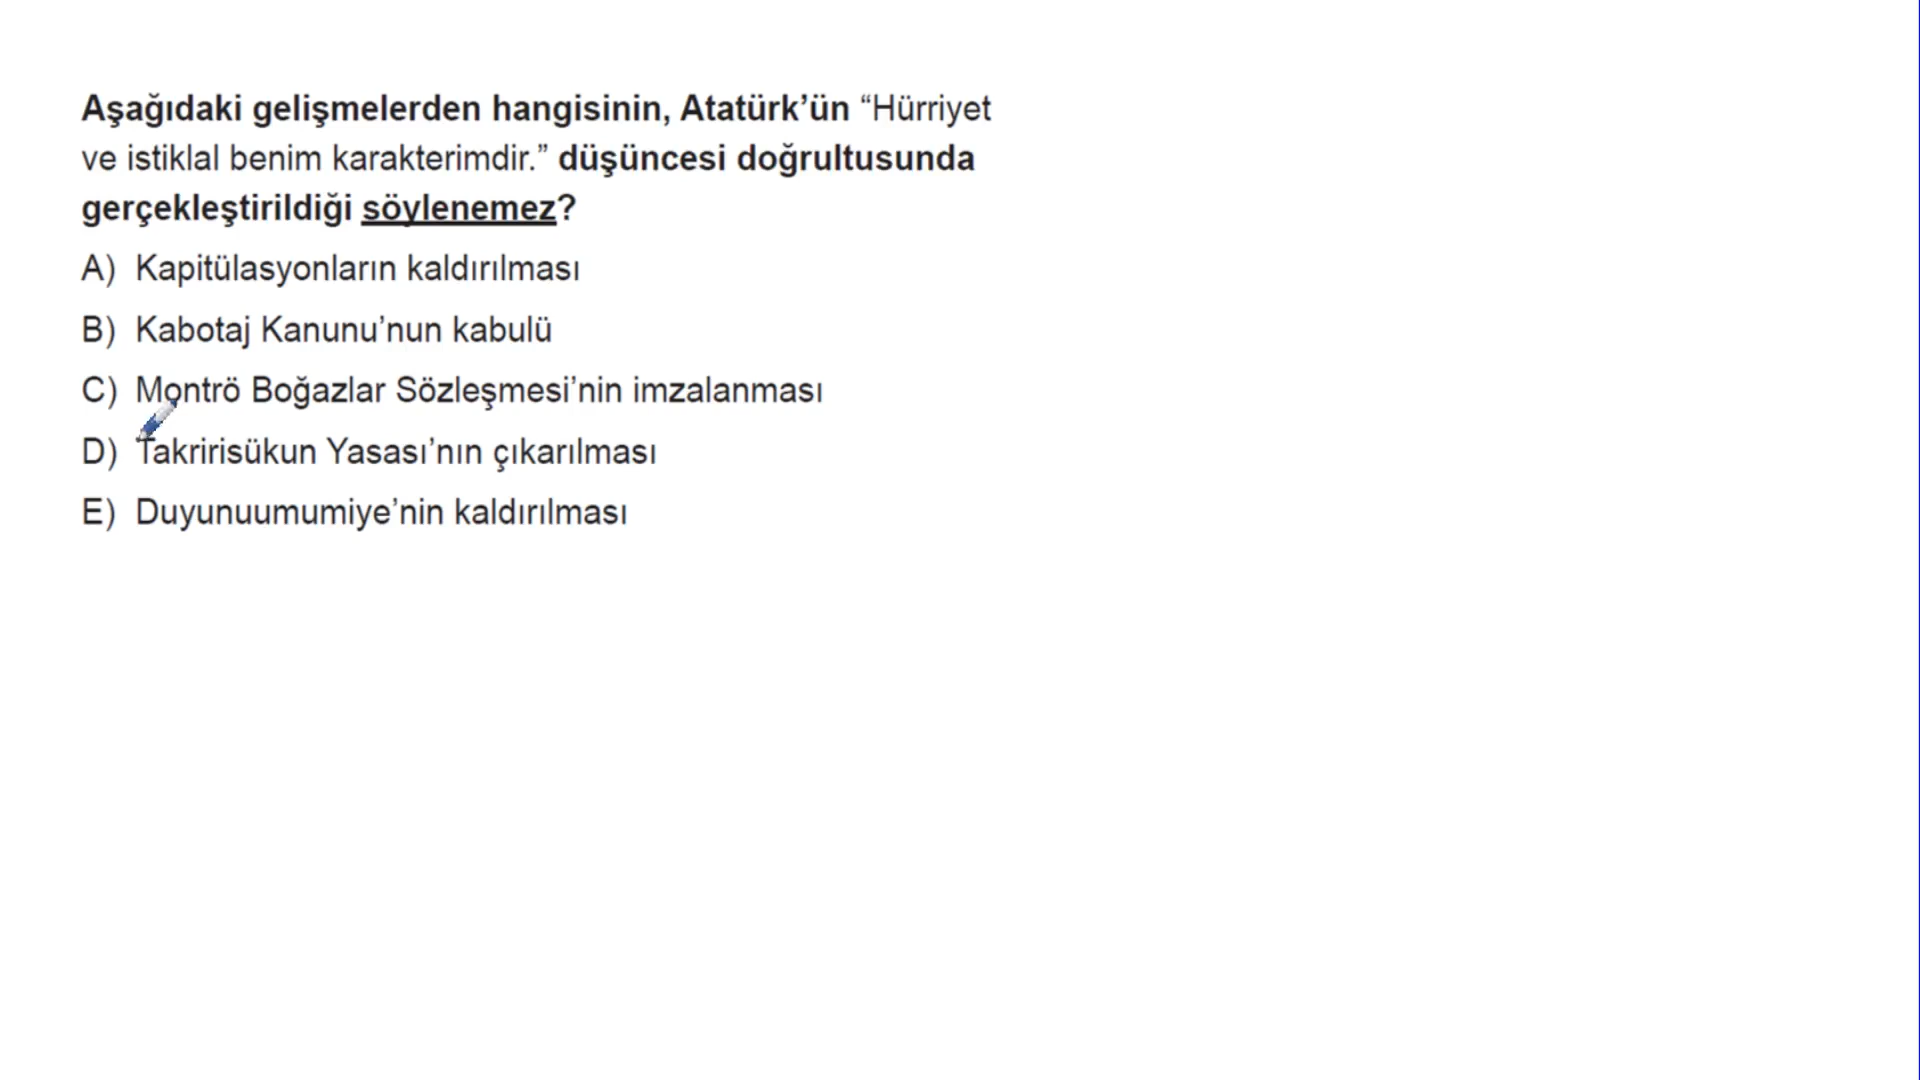 Aşağıdaki gelişmelerden hangisinin, Atatürk’ün “Hürriyet
ve istiklal benim karakterimdir.” düşüncesi doğrultusunda
gerçekleştirildiği söylenemez?
A) Kapitülasyonların kaldırılması
B) Kabotaj Kanunu’nun kabulü
C) Montrö Boğazlar Sözleşmesi’nin imzalanması
D) Takririsükun Yasası’nın çıkarılması
E) Duyunuumumiye’nin kaldırılması